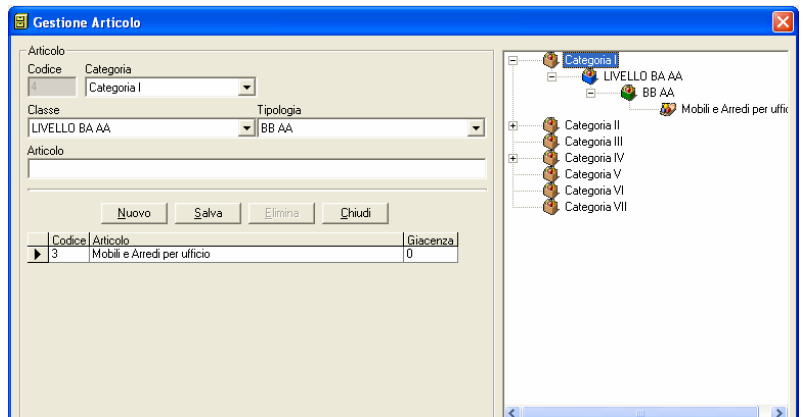 Gestione Articolo
Articolo
Codice Categoria
4 Categoria I
Classe Tipologia
LIVELLO BA AA BB AA
Articolo
Nuovo Salva Elimina Chiudi
Codice Articolo Giacenza
3 Mobili e Arredi per ufficio 0
Categoria I
LIVELLO BA AA
BB AA
Mobili e Arredi per uffic
Categoria II
Categoria III
Categoria IV
Categoria V
Categoria VI
Categoria VII